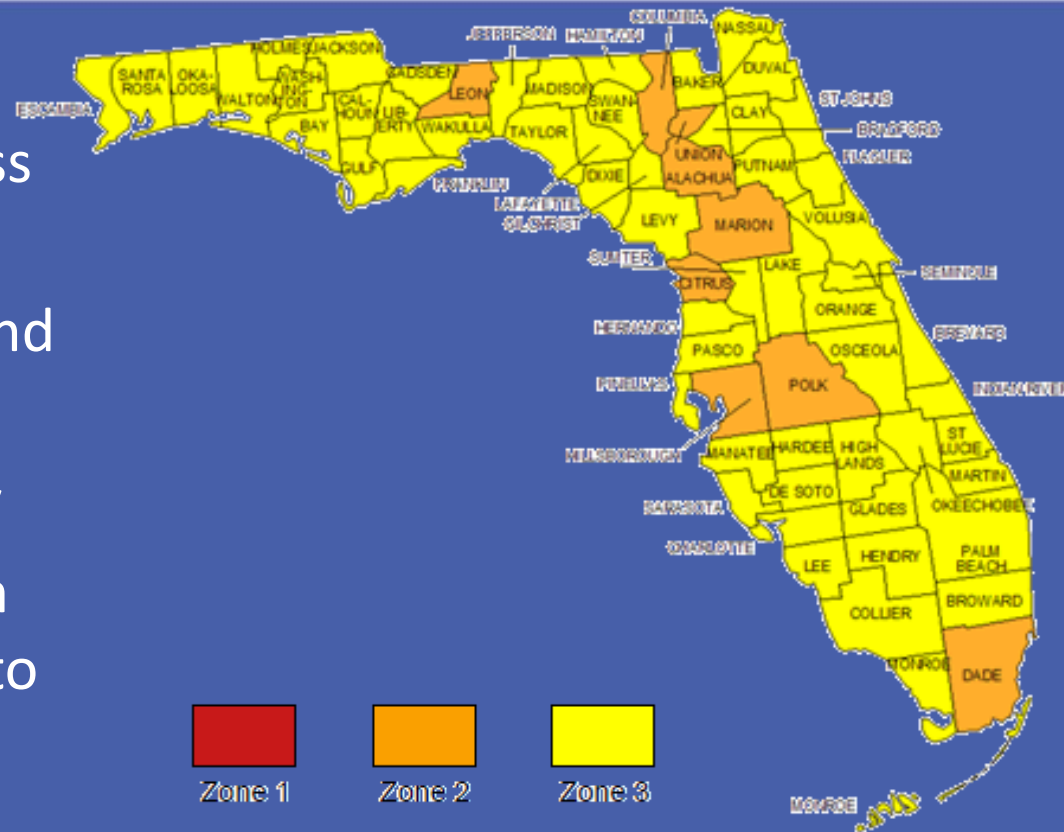 ss
nd
n
to
COLUMBIA
NASSAU
JEFFERSON
HAMILTON
HOLMES
JACKSON
GADSDEN
LEON
MADISON
BAKER
DUVAL
SANTA
ROSA
OKA-
LOOSA
WALTON
WASH-
ING-
TON
CAL-
HOUN
LIB-
ERTY
WAKULLA
SWAN-
NEE
CLAY
ST JOHNS
ESCAMBIA
BAY
TAYLOR
BRADFORD
UNION
ALACHUA
PUTNAM
FLAGLER
GULF
FRANKLIN
DIXIE
LAFAYETTE
GILCHRIST
LEVY
MARION
VOLUSIA
SUMTER
LAKE
CITRUS
SEMINOLE
HERNANDO
ORANGE
BREVARD
PASCO
OSCEOLA
PINELLAS
POLK
INDIAN RIVER
HILLSBOROUGH
MANATEE
HARDEE
HIGH
LANDS
ST
LUCIE
MARTIN
DE SOTO
SARASOTA
GLADES
OKEECHOBEE
CHARLOTTE
LEE
HENDRY
PALM
BEACH
COLLIER
BROWARD
MONROE
DADE
Zone 1
Zone 2
Zone 3
MONROE